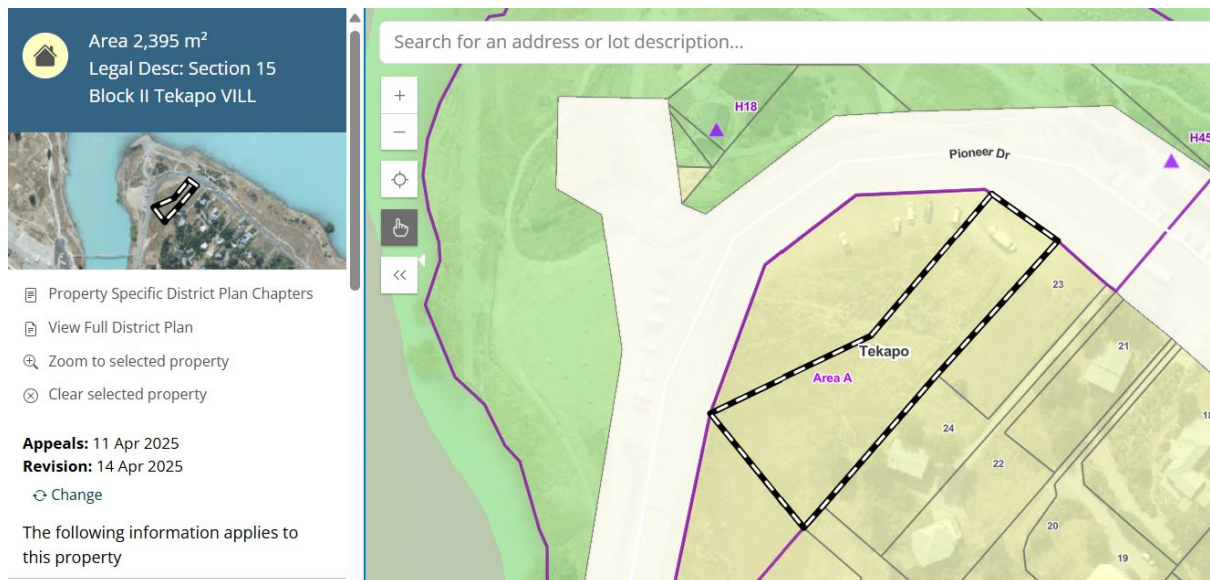 Area 2,395 m²
Legal Desc: Section 15
Block II Tekapo VILL
Property Specific District Plan Chapters
View Full District Plan
Zoom to selected property
Clear selected property
Appeals: 11 Apr 2025
Revision: 14 Apr 2025
Change
The following information applies to
this property
Search for an address or lot description...
+
−
<<
H18
H45
Pioneer Dr
23
Tekapo
Area A
21
18
24
22
20
19